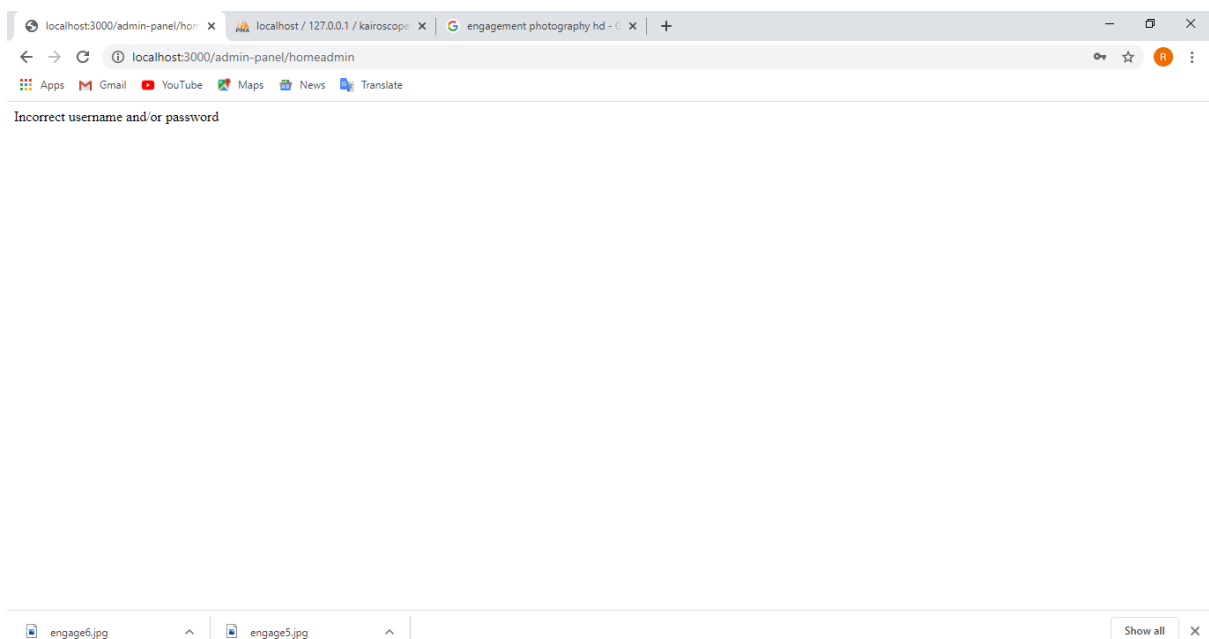 localhost:3000/admin-panel/hom
localhost / 127.0.0.1 / kairoscope
G engagement photography hd - G
localhost:3000/admin-panel/homeadmin
R
Apps Gmail YouTube Maps News Translate
Incorrect username and/or password
engage6.jpg engage5.jpg Show all